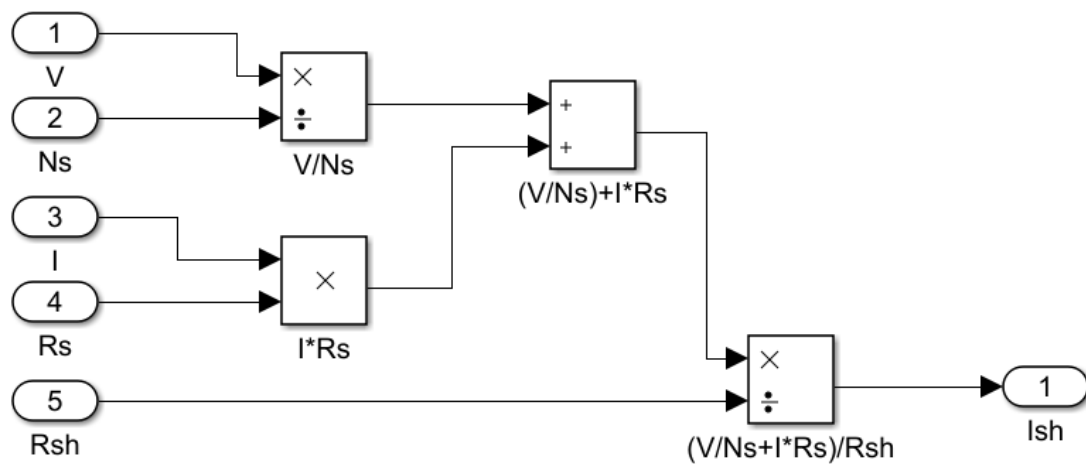 1
V
2
Ns
×
÷
V/Ns
3
I
4
Rs
×
I*Rs
+
+
(V/Ns)+I*Rs
5
Rsh
×
÷
(V/Ns+I*Rs)/Rsh
1
Ish